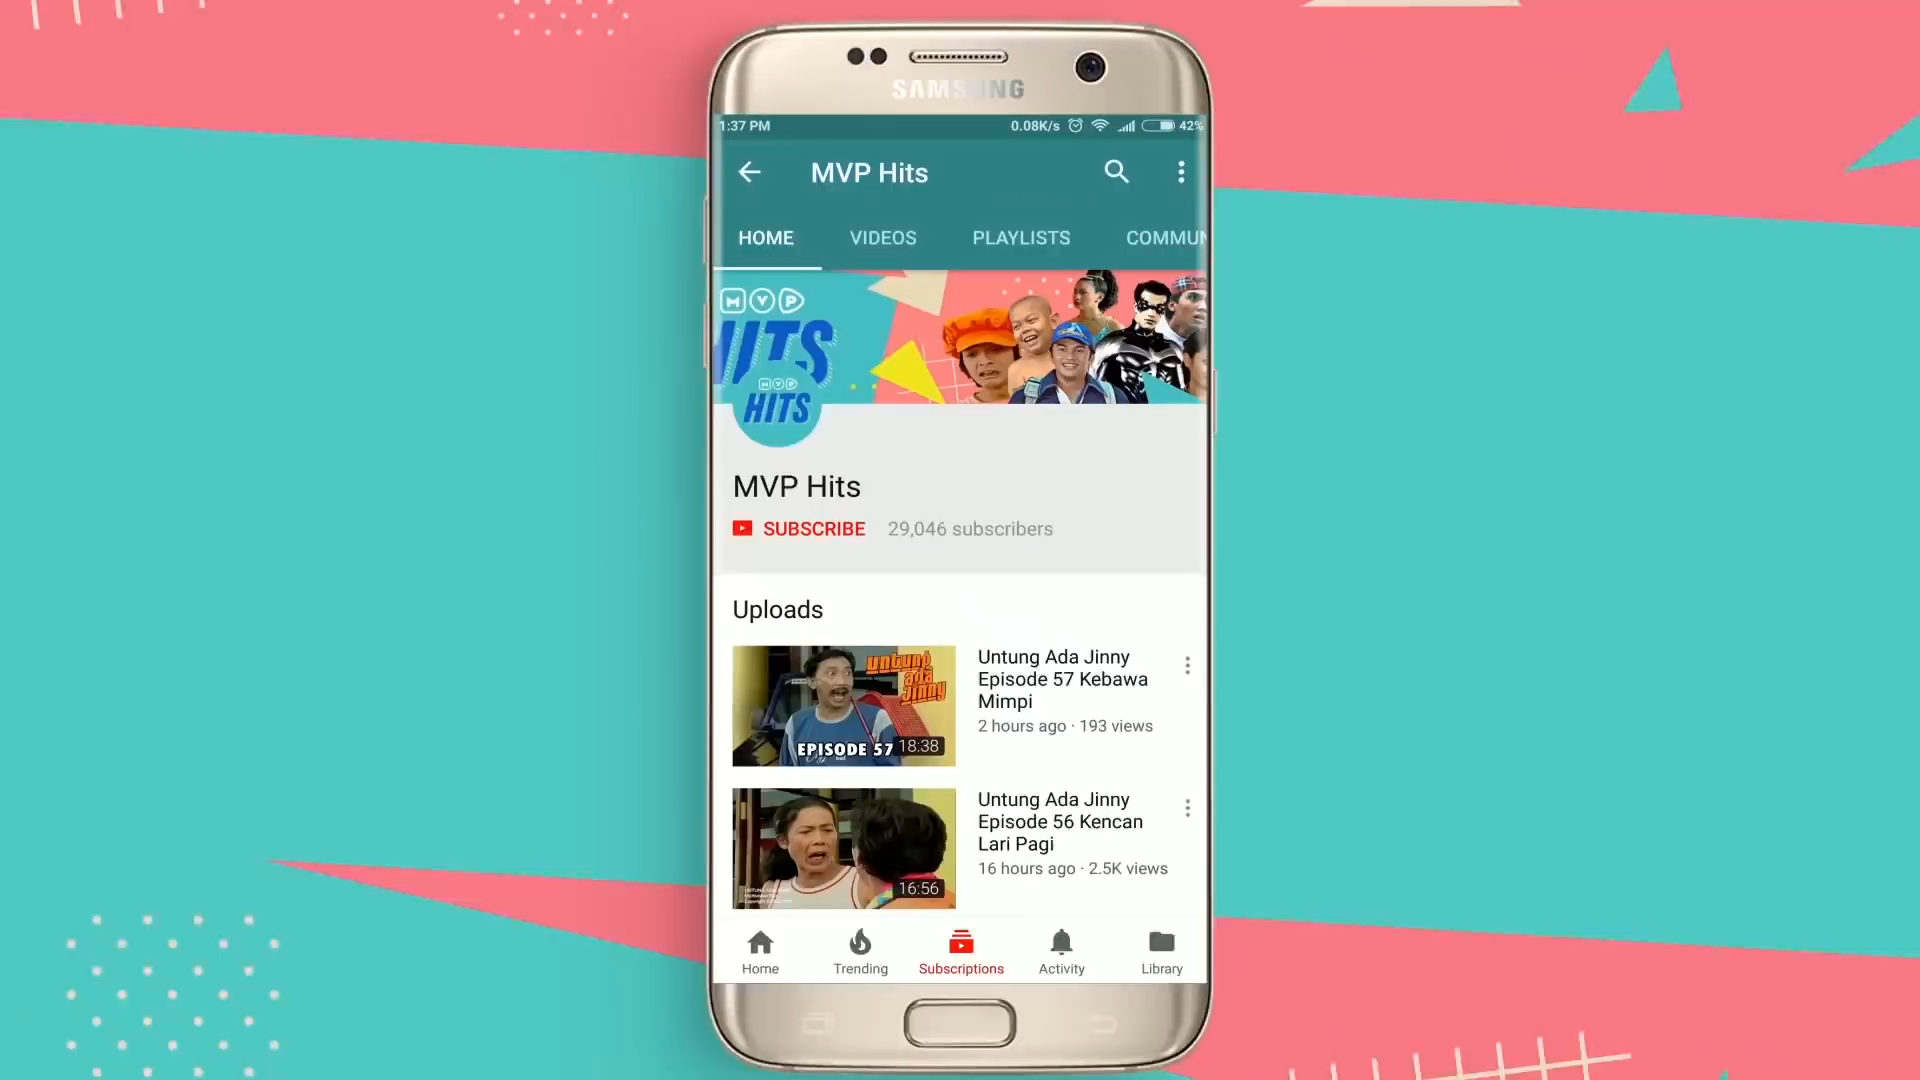 SAMSUNG
1:37 PM
0.08K/s
42%
MVP Hits
HOME
VIDEOS
PLAYLISTS
COMMUN
MVP
HITS
MVP
HITS
MVP Hits
SUBSCRIBE
29,046 subscribers
Uploads
untung
ada
jinny
EPISODE 57
18:38
Untung Ada Jinny
Episode 57 Kebawa
Mimpi
2 hours ago · 193 views
16:56
Untung Ada Jinny
Episode 56 Kencan
Lari Pagi
16 hours ago · 2.5K views
Home
Trending
Subscriptions
Activity
Library